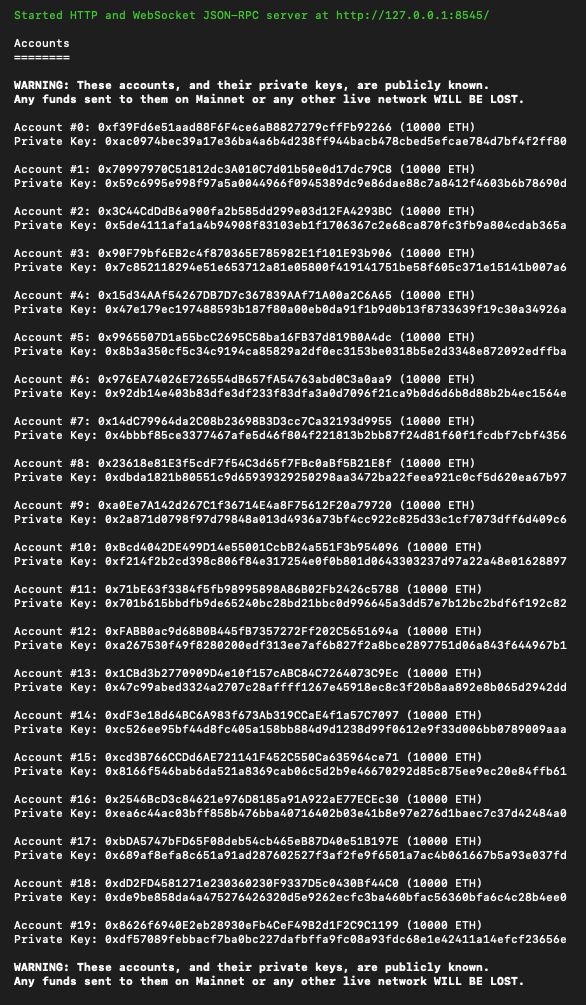 Started HTTP and WebSocket JSON-RPC server at http://127.0.0.1:8545/
Accounts
========
WARNING: These accounts, and their private keys, are publicly known.
Any funds sent to them on Mainnet or any other live network WILL BE LOST.
Account #0: 0xf39Fd6e51aad88F6F4ce6aB8827279cffFb92266 (10000 ETH)
Private Key: 0xac0974bec39a17e36ba4a6b4d238ff944bacb478cbed5efcae784d7bf4f2ff80
Account #1: 0x70997970C51812dc3A010C7d01b50e0d17dc79C8 (10000 ETH)
Private Key: 0x59c6995e998f97a5a0044966f0945389dc9e86dae88c7a8412f4603b6b78690d
Account #2: 0x3C44CdDdB6a900fa2b585dd299e03d12FA4293BC (10000 ETH)
Private Key: 0x5de4111afa1a4b94908f83103eb1f1706367c2e68ca870fc3fb9a804cdab365a
Account #3: 0x90F79bf6EB2c4f870365E785982E1f101E93b906 (10000 ETH)
Private Key: 0x7c852118294e51e653712a81e05800f419141751be58f605c371e15141b007a6
Account #4: 0x15d34AAf54267DB7D7c367839AAf71A00a2C6A65 (10000 ETH)
Private Key: 0x47e179ec197488593b187f80a00eb0da91f1b9d0b13f8733639f19c30a34926a
Account #5: 0x9965507D1a55bcC2695C58ba16FB37d819B0A4dc (10000 ETH)
Private Key: 0x8b3a350cf5c34c9194ca85829a2df0ec3153be0318b5e2d3348e872092edffba
Account #6: 0x976EA74026E726554dB657fA54763abd0C3a0aa9 (10000 ETH)
Private Key: 0x92db14e403b83dfe3df233f83dfa3a0d7096f21ca9b0d6d6b8d88b2b4ec1564e
Account #7: 0x14dC79964da2C08b23698B3D3cc7Ca32193d9955 (10000 ETH)
Private Key: 0x4bbbf85ce3377467afe5d46f804f221813b2bb87f24d81f60f1fcdbf7cbf4356
Account #8: 0x23618e81E3f5cdF7f54C3d65f7FBc0aBf5B21E8f (10000 ETH)
Private Key: 0xdbda1821b80551c9d65939329250298aa3472ba22feea921c0cf5d620ea67b97
Account #9: 0xa0Ee7A142d267C1f36714E4a8F75612F20a79720 (10000 ETH)
Private Key: 0x2a871d0798f97d79848a013d4936a73bf4cc922c825d33c1cf7073dff6d409c6
Account #10: 0xBcd4042DE499D14e55001CcbB24a551F3b954096 (10000 ETH)
Private Key: 0xf214f2b2cd398c806f84e317254e0f0b801d0643303237d97a22a48e01628897
Account #11: 0x71bE63f3384f5fb98995898A86B02Fb2426c5788 (10000 ETH)
Private Key: 0x701b615bbdfb9de65240bc28bd21bbc0d996645a3dd57e7b12bc2bdf6f192c82
Account #12: 0xFABB0ac9d68B0B445fB7357272Ff202C5651694a (10000 ETH)
Private Key: 0xa267530f49f8280200edf313ee7af6b827f2a8bce2897751d06a843f644967b1
Account #13: 0x1CBd3b2770909D4e10f157cABC84C7264073C9Ec (10000 ETH)
Private Key: 0x47c99abed3324a2707c28affff1267e45918ec8c3f20b8aa892e8b065d2942dd
Account #14: 0xdF3e18d64BC6A983f673Ab319CCaE4f1a57C7097 (10000 ETH)
Private Key: 0xc526ee95bf44d8fc405a158bb884d9d1238d99f0612e9f33d006bb0789009aaa
Account #15: 0xcd3B766CCDd6AE721141F452C550Ca635964ce71 (10000 ETH)
Private Key: 0x8166f546bab6da521a8369cab06c5d2b9e46670292d85c875ee9ec20e84ffb61
Account #16: 0x2546BcD3c84621e976D8185a91A922aE77ECEc30 (10000 ETH)
Private Key: 0xea6c44ac03bff858b476bba40716402b03e41b8e97e276d1baec7c37d42484a0
Account #17: 0xbDA5747bFD65F08deb54cb465eB87D40e51B197E (10000 ETH)
Private Key: 0x689af8efa8c651a91ad287602527f3af2fe9f6501a7ac4b061667b5a93e037fd
Account #18: 0xdD2FD4581271e230360230F9337D5c0430Bf44C0 (10000 ETH)
Private Key: 0xde9be858da4a475276426320d5e9262ecfc3ba460bfac56360bfa6c4c28b4ee0
Account #19: 0x8626f6940E2eb28930eFb4CeF49B2d1F2C9C1199 (10000 ETH)
Private Key: 0xdf57089febbacf7ba0bc227dafbffa9fc08a93fdc68e1e42411a14efcf23656e
WARNING: These accounts, and their private keys, are publicly known.
Any funds sent to them on Mainnet or any other live network WILL BE LOST.